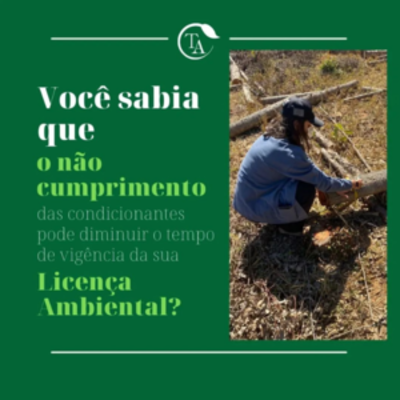 TA
Você sabia
que
o não
cumprimento
das condicionantes
pode diminuir o tempo
de vigência da sua
Licença
Ambiental?